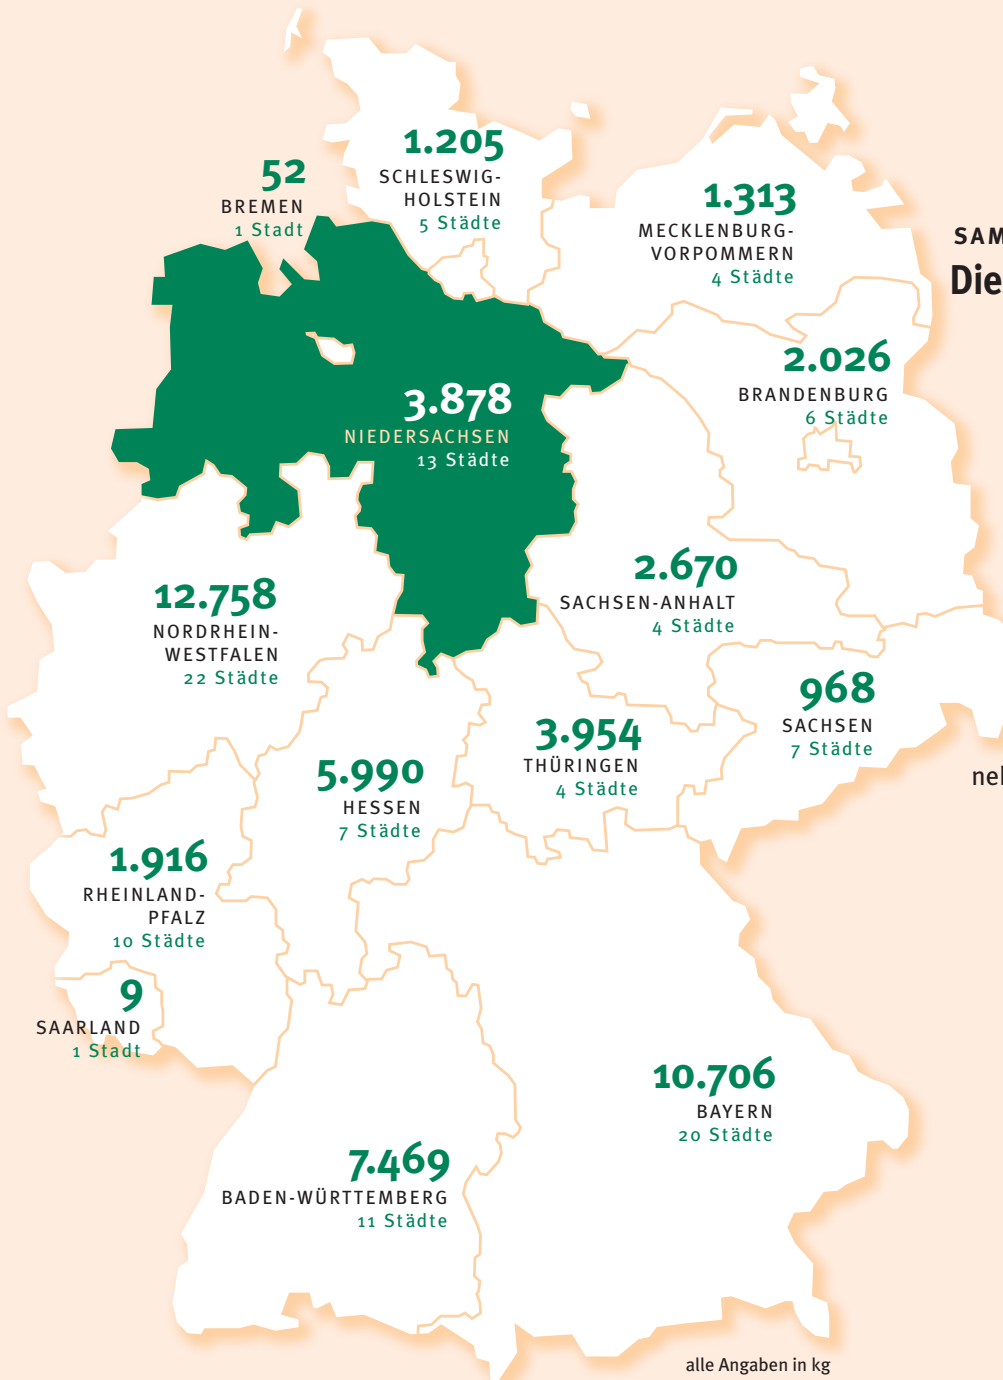 1.205
SCHLESWIG-
HOLSTEIN
5 Städte
52
BREMEN
1 Stadt
1.313
MECKLENBURG-
VORPOMMERN
4 Städte
SAM
Die
2.026
BRANDENBURG
6 Städte
3.878
NIEDERSACHSEN
13 Städte
2.670
SACHSEN-ANHALT
4 Städte
12.758
NORDRHEIN-
WESTFALEN
22 Städte
968
SACHSEN
7 Städte
3.954
THÜRINGEN
4 Städte
5.990
HESSEN
7 Städte
nel
1.916
RHEINLAND-
PFALZ
10 Städte
9
SAARLAND
1 Stadt
10.706
BAYERN
20 Städte
7.469
BADEN-WÜRTTEMBERG
11 Städte
alle Angaben in kg